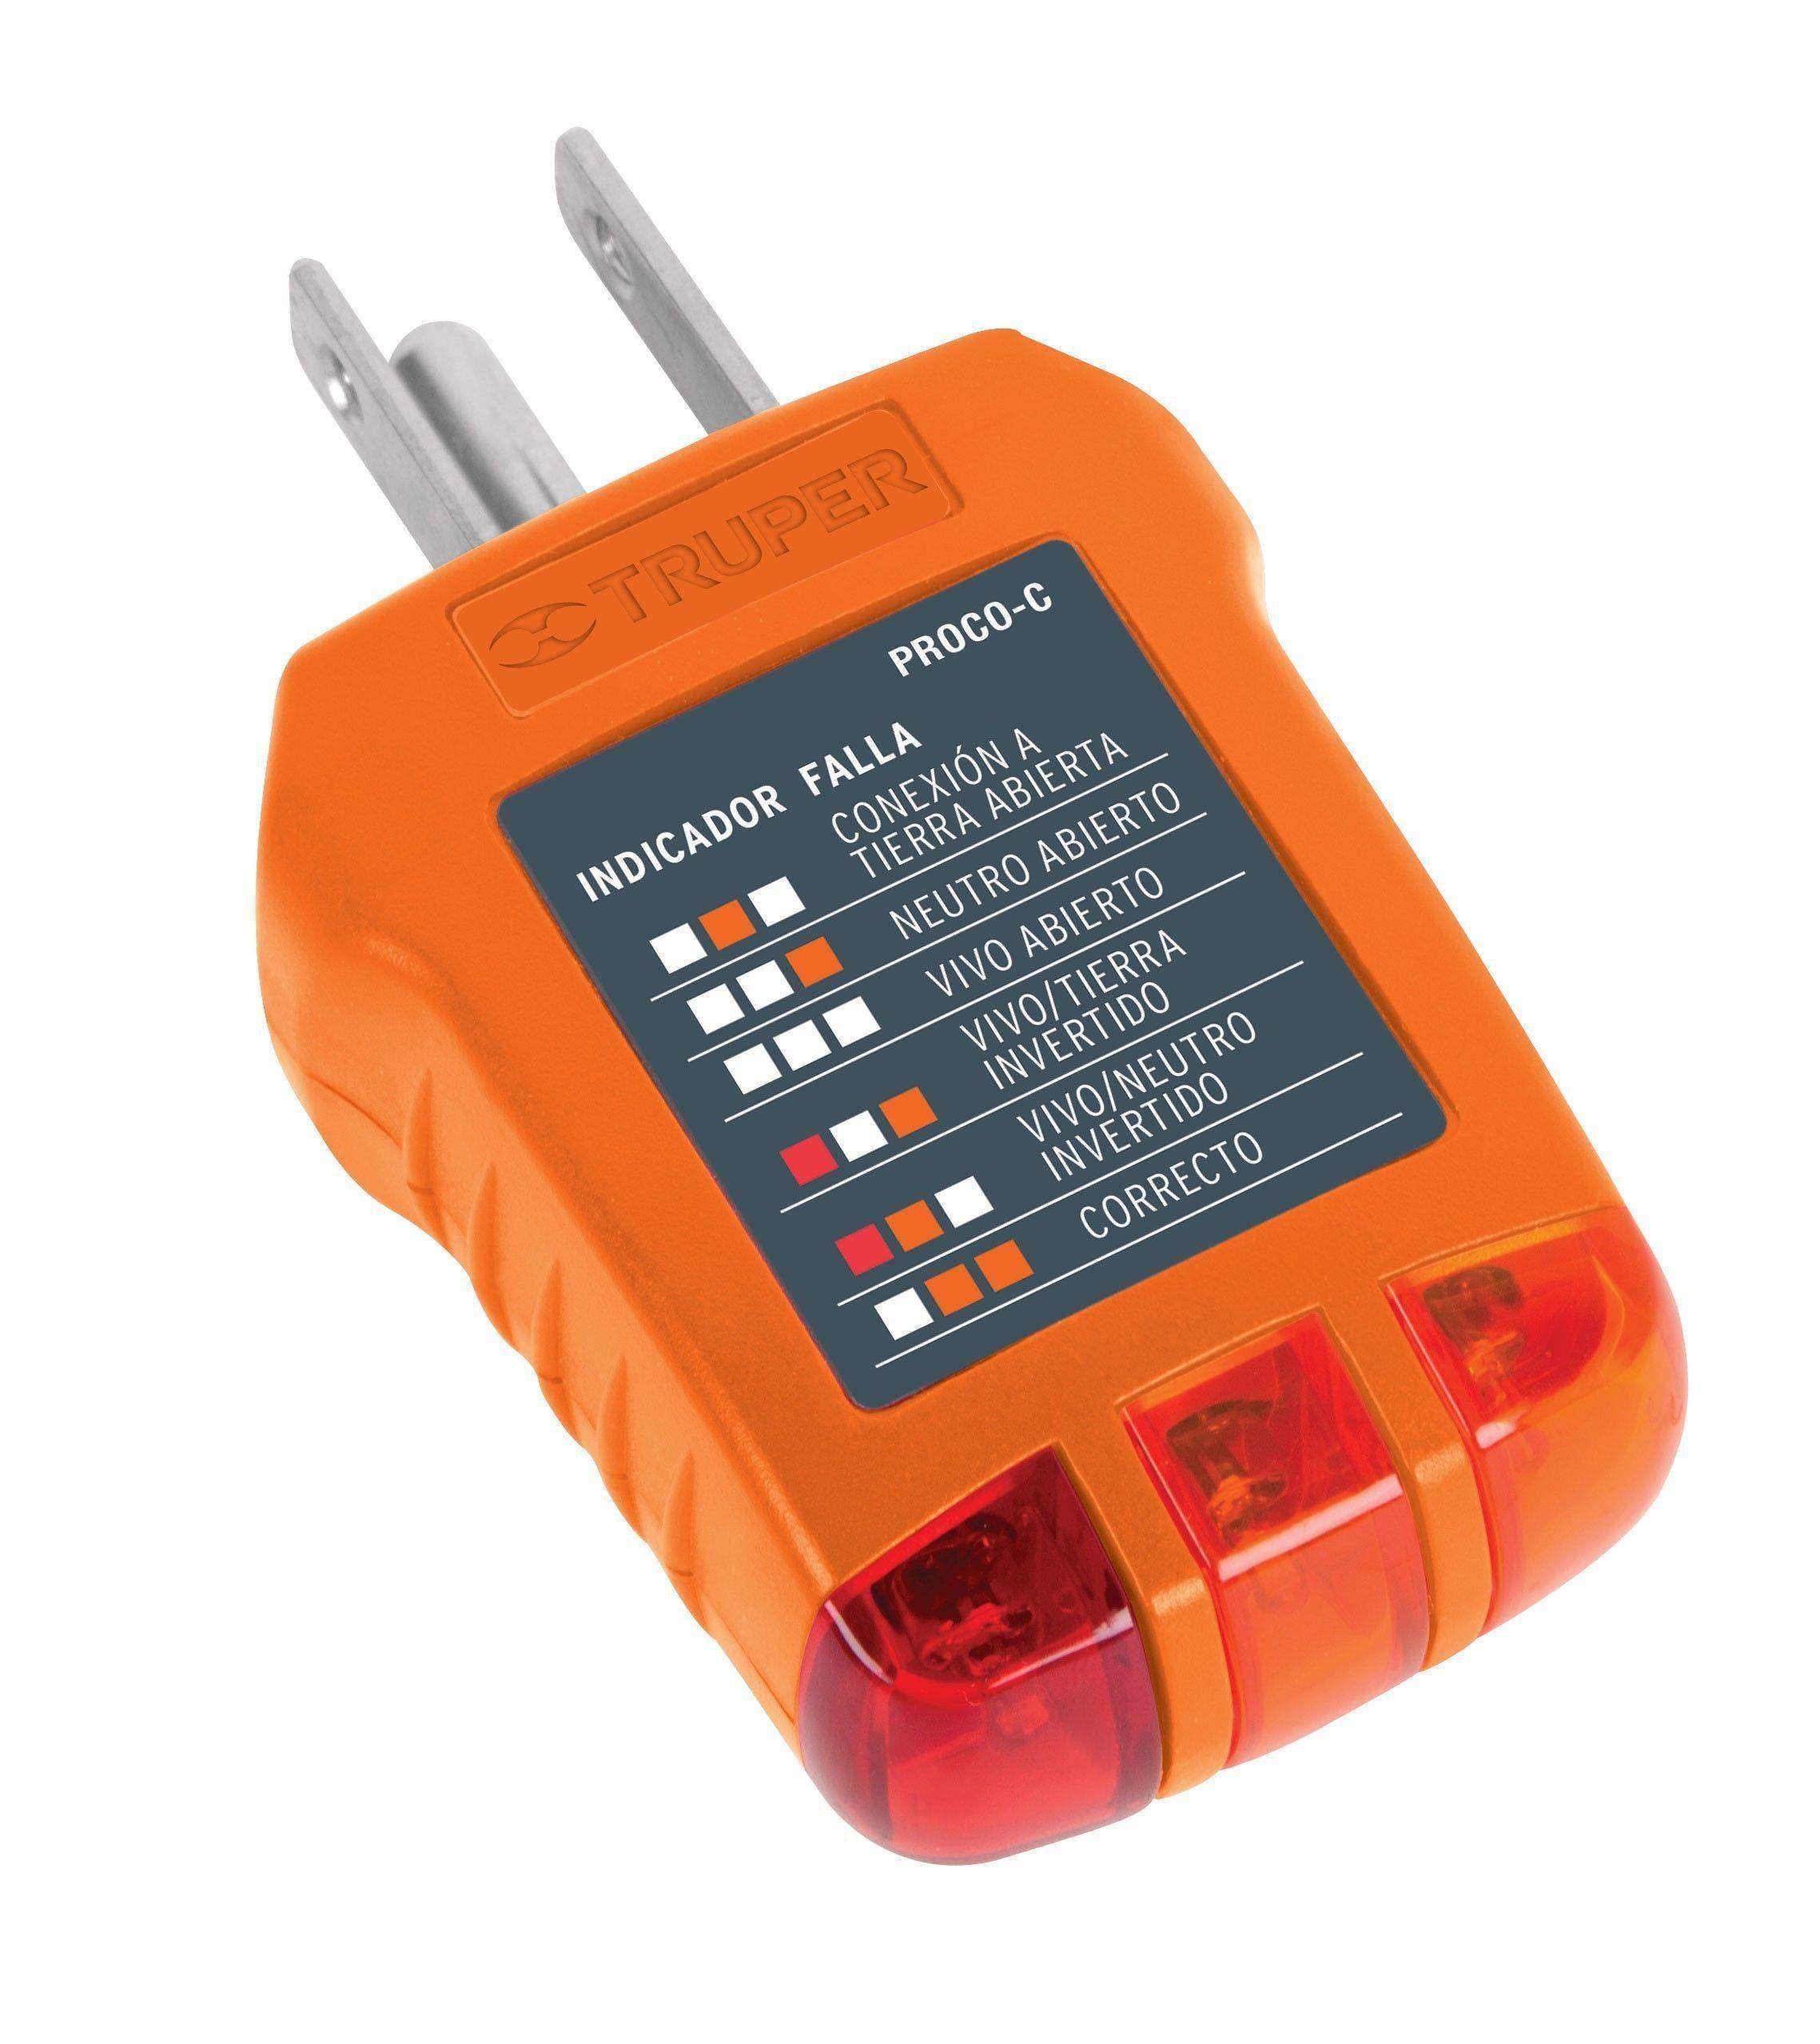 TRUPER
PROCO-C
INDICADOR FALLA
CONEXIÓN A
TIERRA ABIERTA
NEUTRO ABIERTO
VIVO ABIERTO
VIVO/TIERRA
INVERTIDO
VIVO/NEUTRO
INVERTIDO
CORRECTO